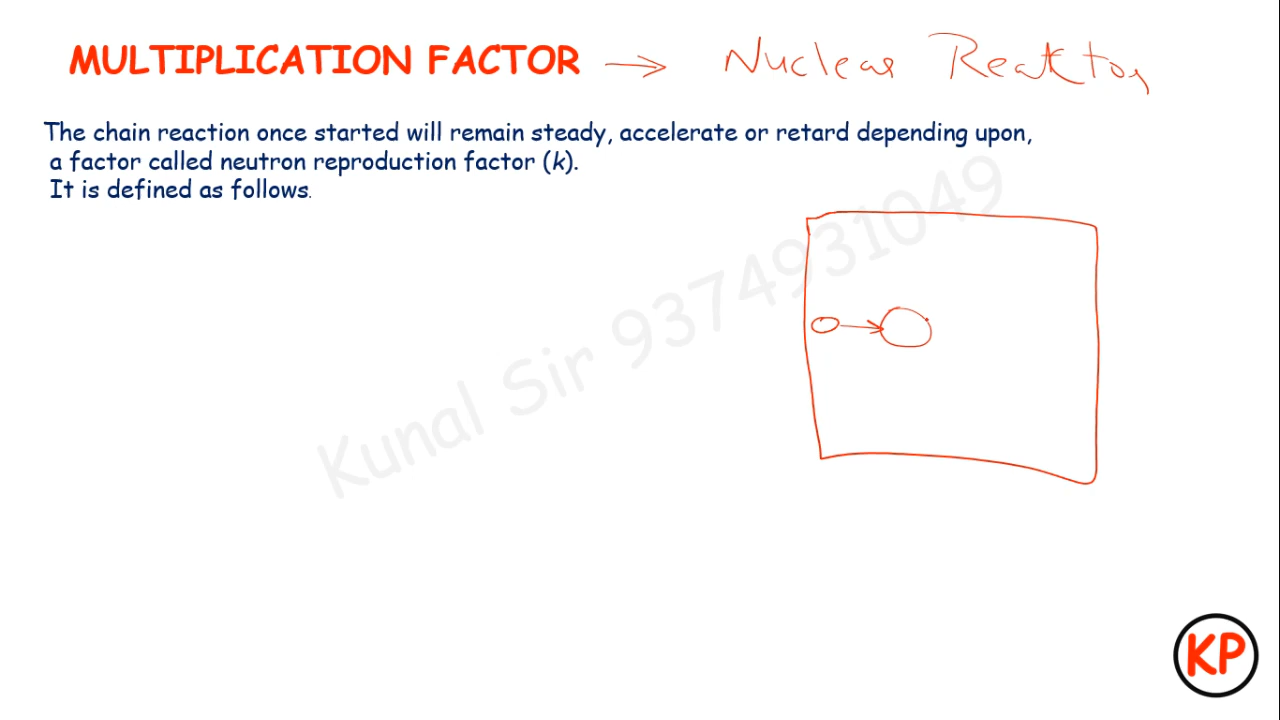 MULTIPLICATION FACTOR → Nuclear Reaktor
The chain reaction once started will remain steady, accelerate or retard depending upon,
a factor called neutron reproduction factor (k).
It is defined as follows.
Kunal Sir 9374931049
KP